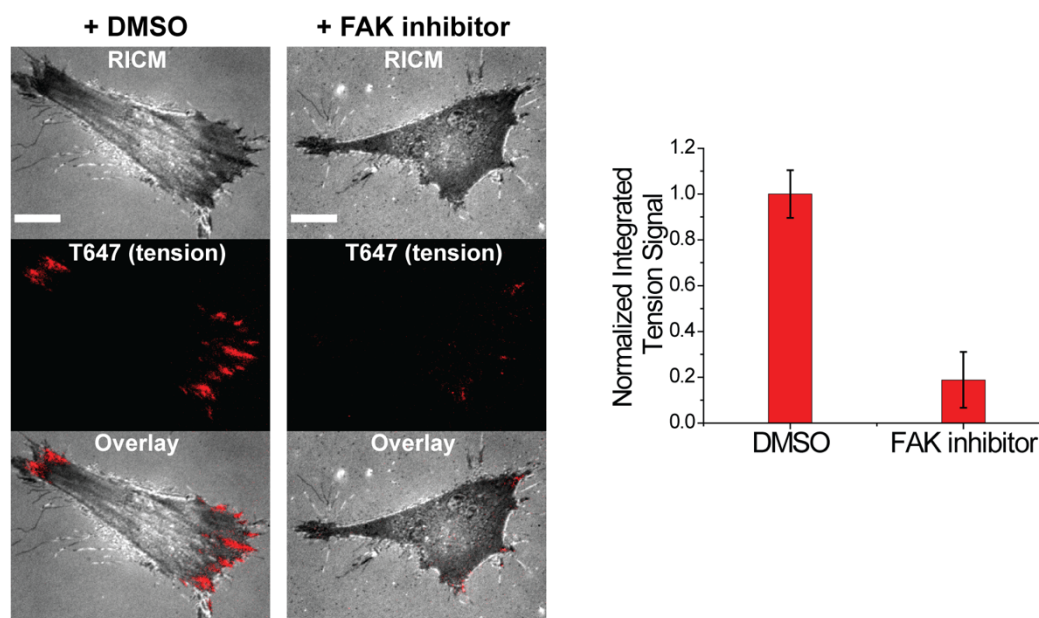 + DMSO
+ FAK inhibitor
RICM
RICM
T647 (tension)
T647 (tension)
Overlay
Overlay
Normalized Integrated
Tension Signal
1.2
1.0
0.8
0.6
0.4
0.2
0.0
DMSO
FAK inhibitor